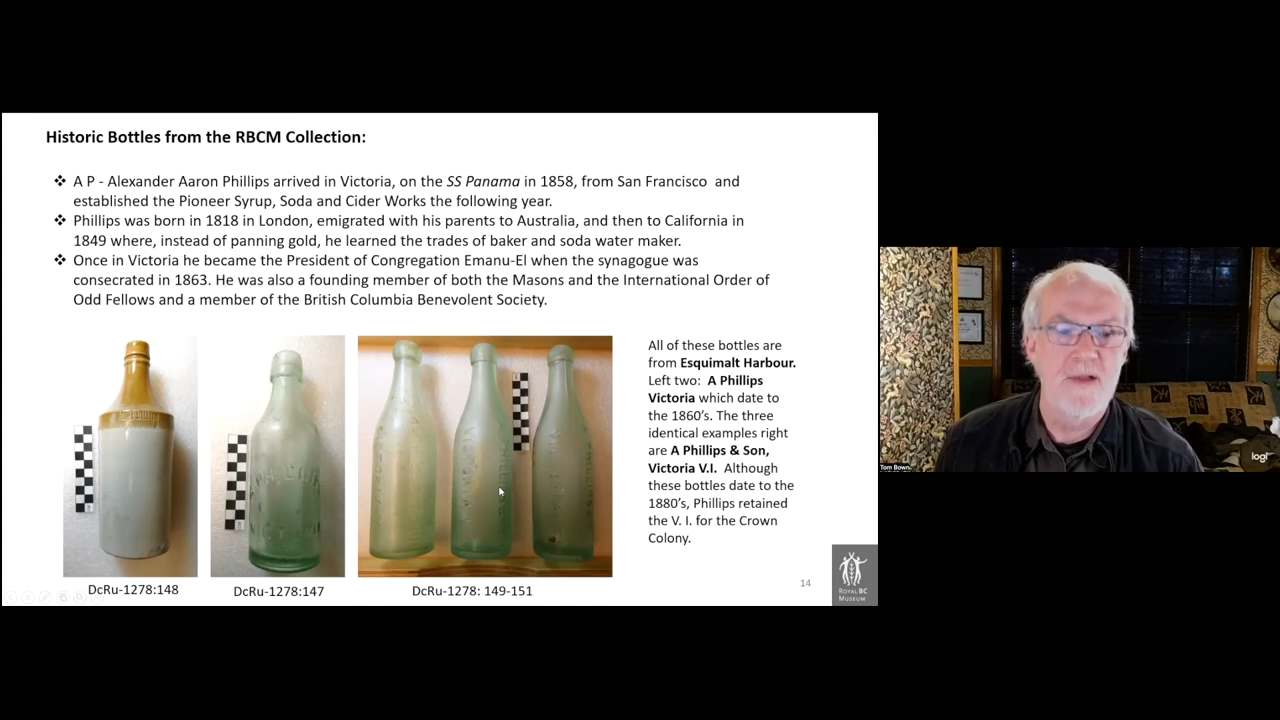 Historic Bottles from the RBCM Collection:
❖ A P - Alexander Aaron Phillips arrived in Victoria, on the SS Panama in 1858, from San Francisco and
established the Pioneer Syrup, Soda and Cider Works the following year.
❖ Phillips was born in 1818 in London, emigrated with his parents to Australia, and then to California in
1849 where, instead of panning gold, he learned the trades of baker and soda water maker.
❖ Once in Victoria he became the President of Congregation Emanu-El when the synagogue was
consecrated in 1863. He was also a founding member of both the Masons and the International Order of
Odd Fellows and a member of the British Columbia Benevolent Society.
All of these bottles are
from Esquimalt Harbour.
Left two: A Phillips
Victoria which date to
the 1860's. The three
identical examples right
are A Phillips & Son,
Victoria V.I. Although
these bottles date to the
1880's, Phillips retained
the V. I. for the Crown
Colony.
DcRu-1278:148
DcRu-1278:147
DcRu-1278: 149-151
14
ROYAL BC
MUSEUM
Tom Bown
logi